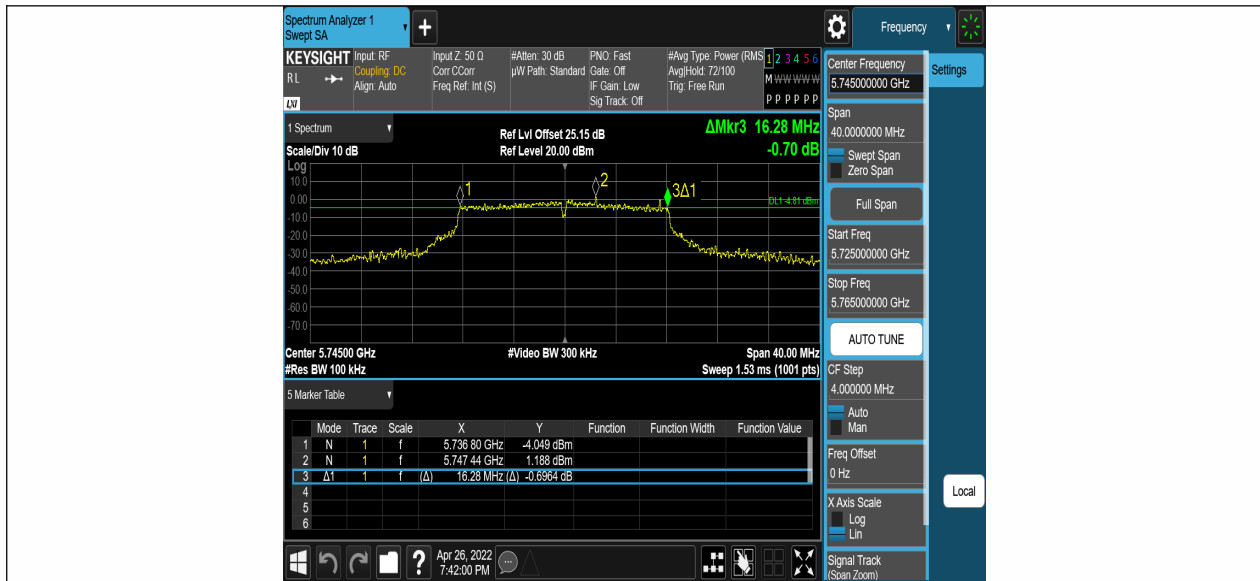 Spectrum Analyzer 1
Swept SA
+
Frequency
KEYSIGHT
RL
LXI
Input: RF
Coupling: DC
Align: Auto
Input Z: 50 Ω
Corr CCorr
Freq Ref: Int (S)
#Atten: 30 dB
µW Path: Standard
PNO: Fast
Gate: Off
IF Gain: Low
Sig Track: Off
#Avg Type: Power (RMS
Avg|Hold: 72/100
Trig: Free Run
1 2 3 4 5 6
M W W W W W
P P P P P P
1 Spectrum
Ref Lvl Offset 25.15 dB
ΔMkr3 16.28 MHz
Scale/Div 10 dB
Ref Level 20.00 dBm
-0.70 dB
Log
10.0
0.00
-10.0
-20.0
-30.0
-40.0
-50.0
-60.0
-70.0
1
2
3Δ1
DL1 -4.81 dBm
Center 5.74500 GHz
#Video BW 300 kHz
Span 40.00 MHz
#Res BW 100 kHz
Sweep 1.53 ms (1001 pts)
5 Marker Table
Mode Trace Scale X Y Function Function Width Function Value
1 N 1 f 5.736 80 GHz -4.049 dBm
2 N 1 f 5.747 44 GHz 1.188 dBm
3 Δ1 1 f (Δ) 16.28 MHz (Δ) -0.6964 dB
4
5
6
?
Apr 26, 2022
7:42:00 PM
Center Frequency
5.745000000 GHz
Span
40.0000000 MHz
Swept Span
Zero Span
Full Span
Start Freq
5.725000000 GHz
Stop Freq
5.765000000 GHz
AUTO TUNE
CF Step
4.000000 MHz
Auto
Man
Freq Offset
0 Hz
X Axis Scale
Log
Lin
Signal Track
(Span Zoom)
Settings
Local